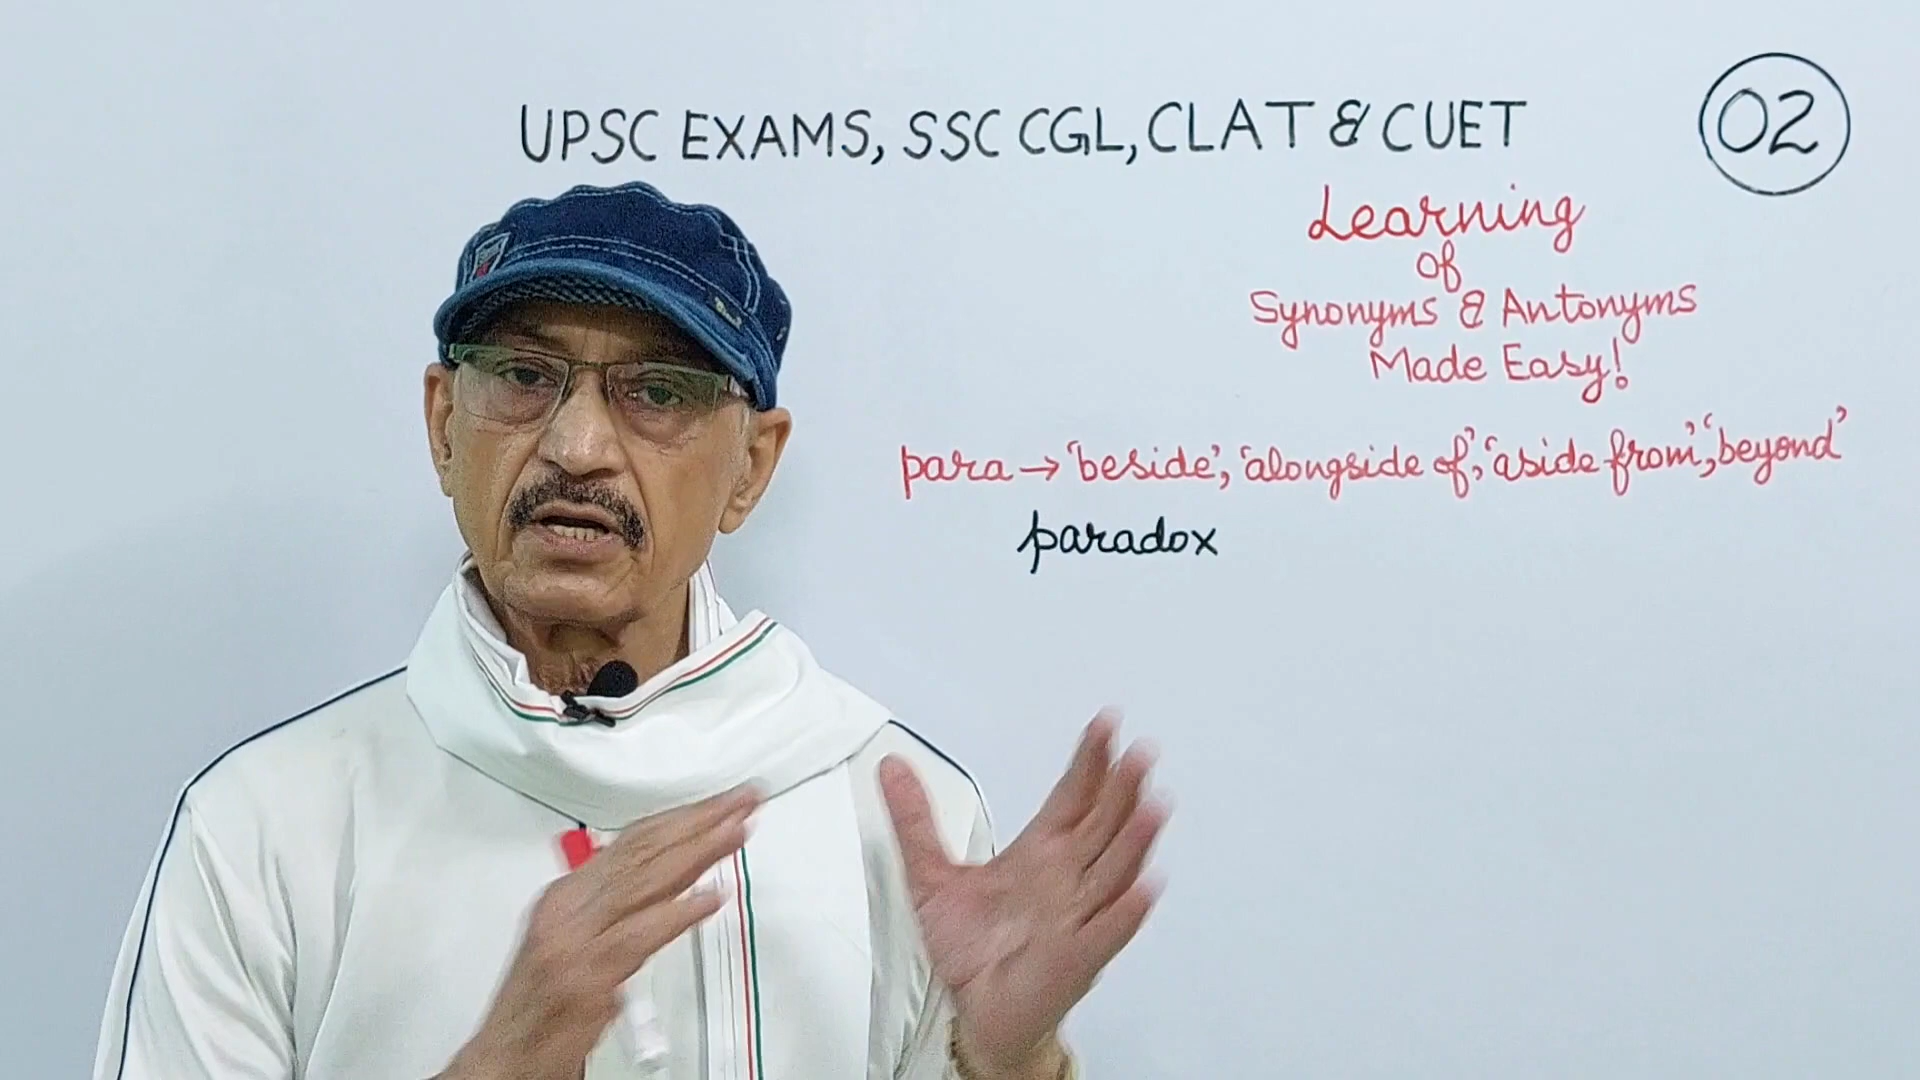 UPSC EXAMS, SSC CGL, CLAT & CUET
02
Learning
of
Synonyms & Antonyms
Made Easy!
para → 'beside', 'alongside of', 'aside from', 'beyond'
paradox